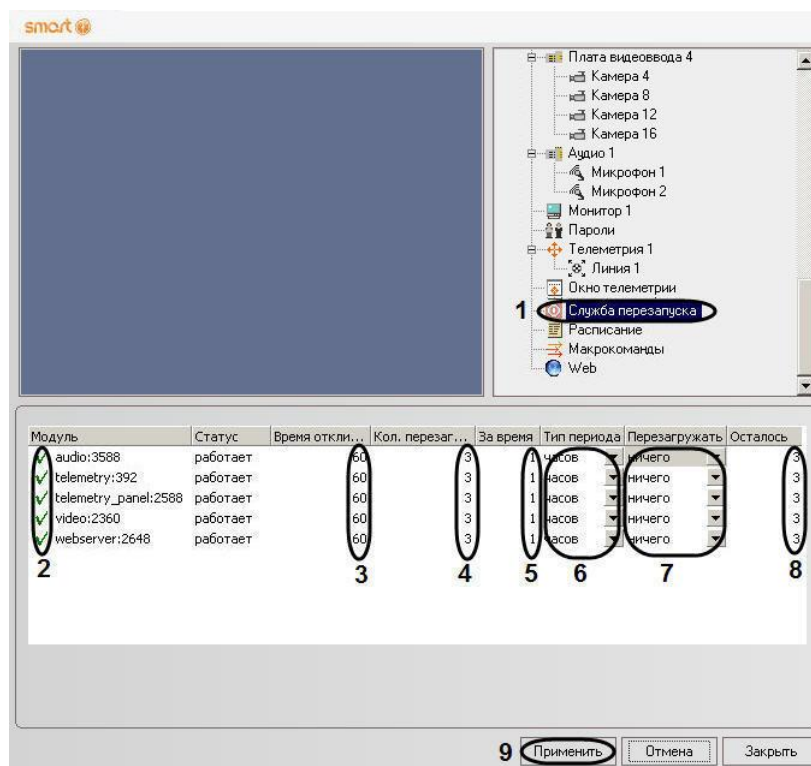 smart
Плата видеоввода 4
Камера 4
Камера 8
Камера 12
Камера 16
Аудио 1
Микрофон 1
Микрофон 2
Монитор 1
Пароли
Телеметрия 1
Линия 1
Окно телеметрии
1 Служба перезапуска
Расписание
Макрокоманды
Web
Модуль Статус Время откли... Кол. перезаг... За время Тип периода Перезагружать Осталось
audio:3588 работает 60 3 1 часов ничего 3
telemetry:392 работает 60 3 1 часов ничего 3
telemetry_panel:2588 работает 60 3 1 часов ничего 3
video:2360 работает 60 3 1 часов ничего 3
webserver:2648 работает 60 3 1 часов ничего 3
2 3 4 5 6 7 8
9 Применить Отмена Закрыть